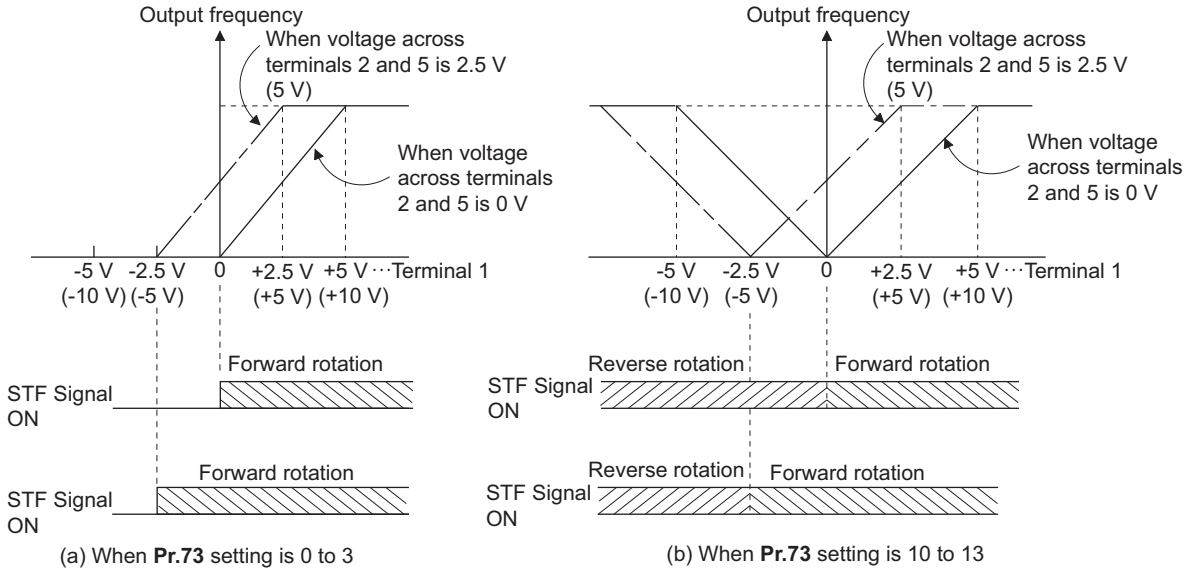 Output frequency
When voltage across
terminals 2 and 5 is 2.5 V
(5 V)
When voltage
across terminals
2 and 5 is 0 V
-5 V -2.5 V 0 +2.5 V +5 V ···Terminal 1
(-10 V) (-5 V) (+5 V) (+10 V)
Forward rotation
STF Signal
ON
Forward rotation
STF Signal
ON
(a) When Pr.73 setting is 0 to 3
Output frequency
When voltage across
terminals 2 and 5 is 2.5 V
(5 V)
When voltage
across terminals
2 and 5 is 0 V
-5 V -2.5 V 0 +2.5 V +5 V ···Terminal 1
(-10 V) (-5 V) (+5 V) (+10 V)
Reverse rotation Forward rotation
STF Signal
ON
Reverse rotation Forward rotation
STF Signal
ON
(b) When Pr.73 setting is 10 to 13